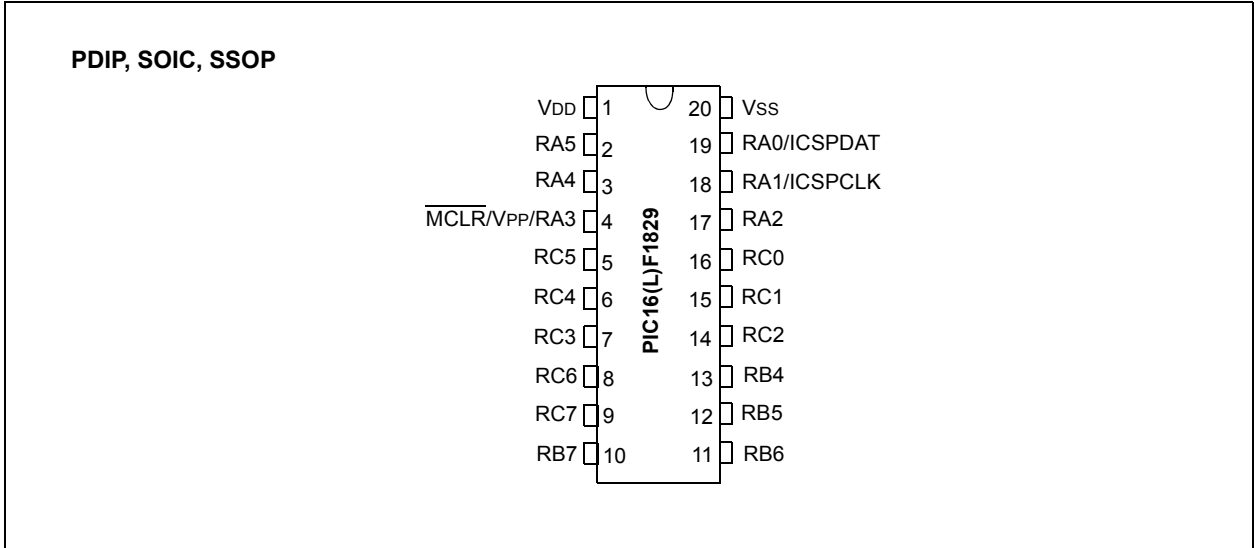 PDIP, SOIC, SSOP
VDD 1 20 VSS
RA5 2 19 RA0/ICSPDAT
RA4 3 18 RA1/ICSPCLK
MCLR/VPP/RA3 4 17 RA2
RC5 5 16 RC0
RC4 6 15 RC1
RC3 7 14 RC2
RC6 8 13 RB4
RC7 9 12 RB5
RB7 10 11 RB6
PIC16(L)F1829